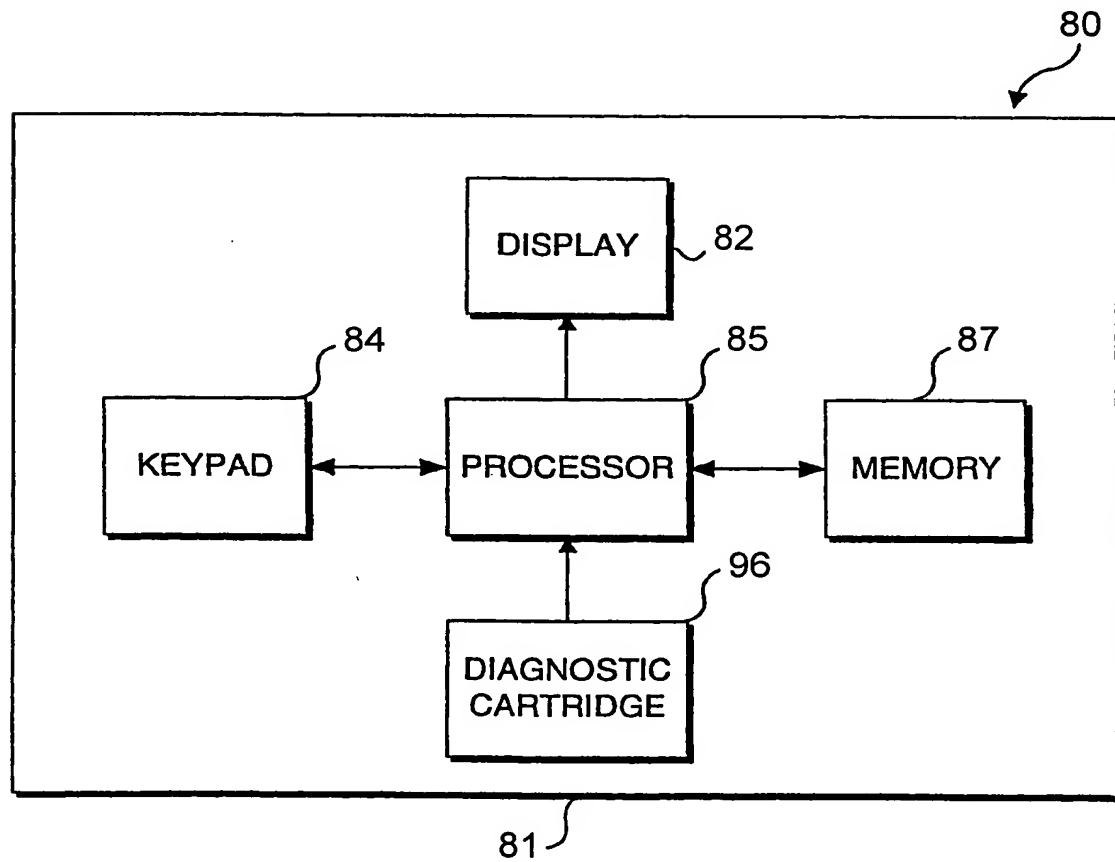 80
DISPLAY
82
84
85
87
KEYPAD
PROCESSOR
MEMORY
96
DIAGNOSTIC
CARTRIDGE
81